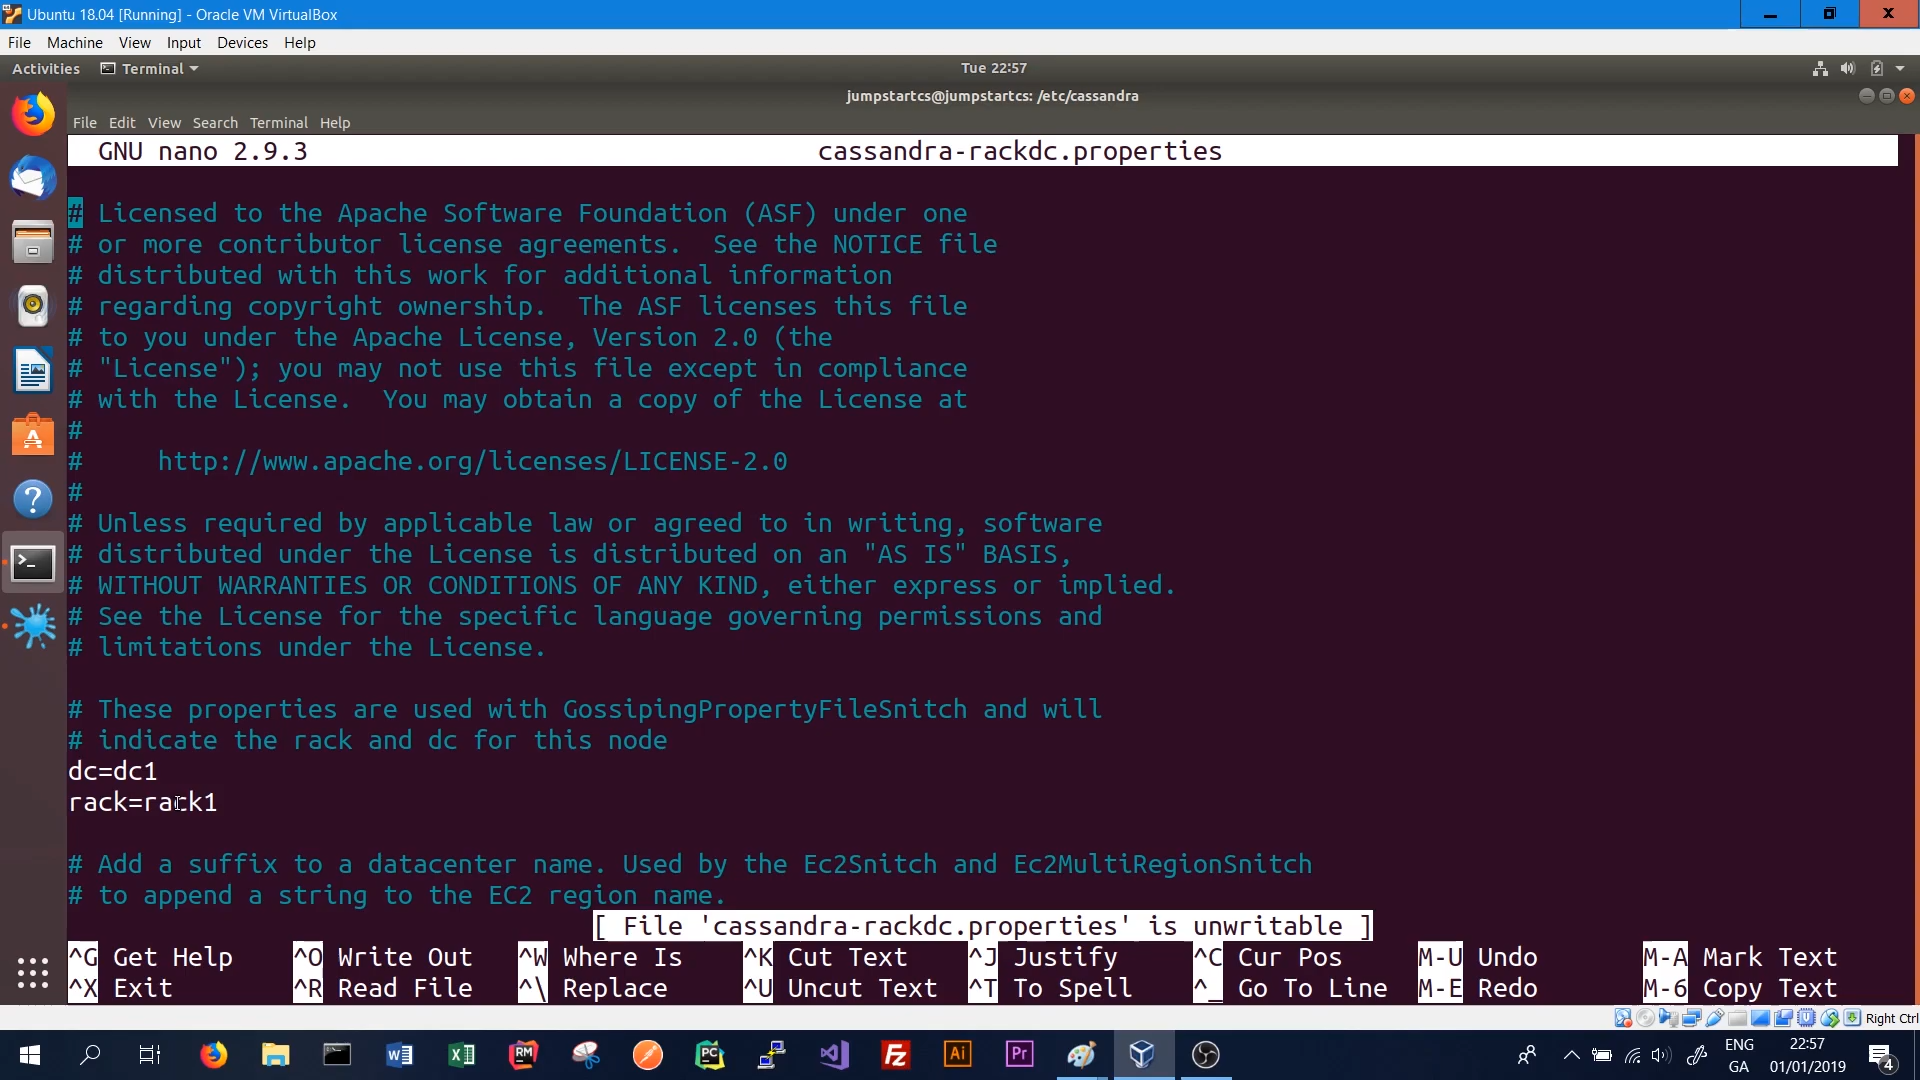 Ubuntu 18.04 [Running] - Oracle VM VirtualBox
File Machine View Input Devices Help
Activities Terminal Tue 22:57
jumpstartcs@jumpstartcs: /etc/cassandra
File Edit View Search Terminal Help
GNU nano 2.9.3 cassandra-rackdc.properties
# Licensed to the Apache Software Foundation (ASF) under one
# or more contributor license agreements.  See the NOTICE file
# distributed with this work for additional information
# regarding copyright ownership.  The ASF licenses this file
# to you under the Apache License, Version 2.0 (the
# "License"); you may not use this file except in compliance
# with the License.  You may obtain a copy of the License at
#
#     http://www.apache.org/licenses/LICENSE-2.0
#
# Unless required by applicable law or agreed to in writing, software
# distributed under the License is distributed on an "AS IS" BASIS,
# WITHOUT WARRANTIES OR CONDITIONS OF ANY KIND, either express or implied.
# See the License for the specific language governing permissions and
# limitations under the License.
# These properties are used with GossipingPropertyFileSnitch and will
# indicate the rack and dc for this node
dc=dc1
rack=rack1
# Add a suffix to a datacenter name. Used by the Ec2Snitch and Ec2MultiRegionSnitch
# to append a string to the EC2 region name.
[ File 'cassandra-rackdc.properties' is unwritable ]
^G Get Help ^O Write Out ^W Where Is ^K Cut Text ^J Justify ^C Cur Pos M-U Undo M-A Mark Text
^X Exit ^R Read File ^\ Replace ^U Uncut Text ^T To Spell ^_ Go To Line M-E Redo M-6 Copy Text
Right Ctrl
ENG 22:57
GA 01/01/2019 4